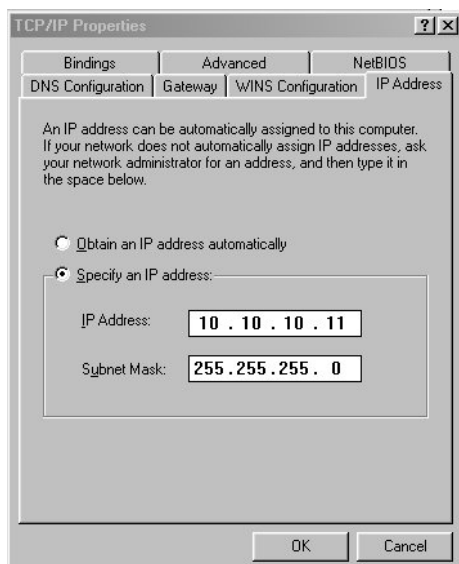 TCP/IP Properties
Bindings Advanced NetBIOS
DNS Configuration Gateway WINS Configuration IP Address
An IP address can be automatically assigned to this computer.
If your network does not automatically assign IP addresses, ask
your network administrator for an address, and then type it in
the space below.
Obtain an IP address automatically
Specify an IP address:
IP Address: 10 . 10 . 10 . 11
Subnet Mask: 255 . 255 . 255 . 0
OK Cancel